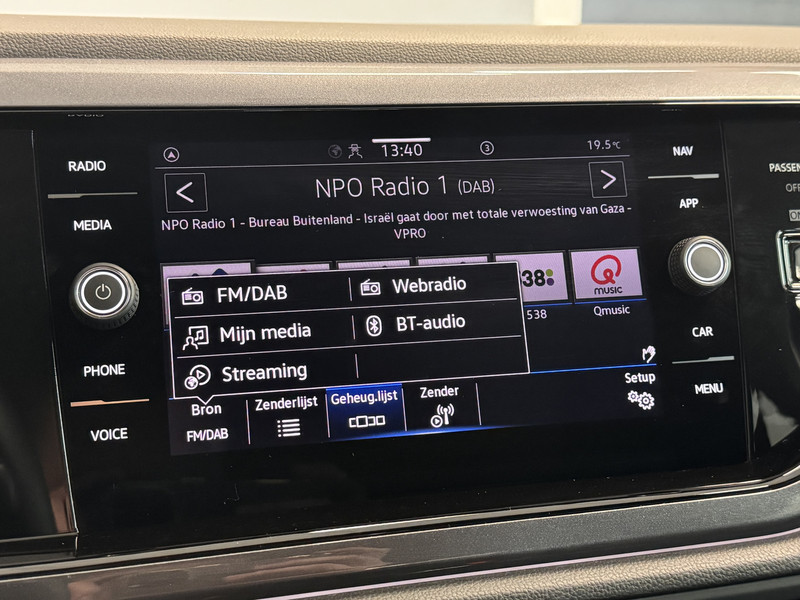 RADIO
MEDIA
PHONE
VOICE
13:40
3
19.5°C
NPO Radio 1 (DAB)
NPO Radio 1 - Bureau Buitenland - Israël gaat door met totale verwoesting van Gaza -
VPRO
FM/DAB
Webradio
Mijn media
BT-audio
Streaming
38
538
Q
music
Qmusic
Bron
FM/DAB
Zenderlijst
Geheug.lijst
Zender
Setup
NAV
APP
CAR
MENU
PASSEN